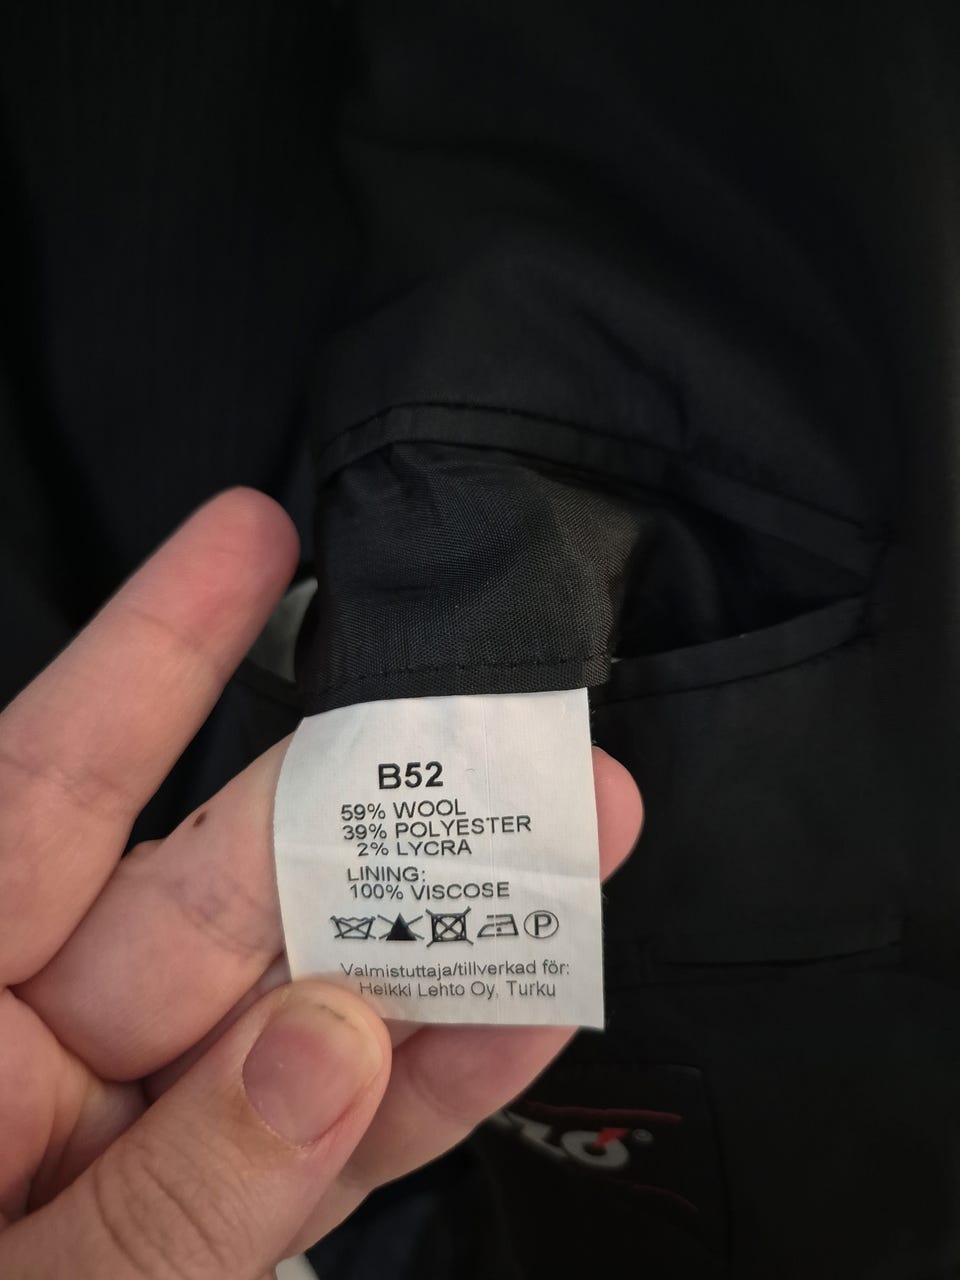 B52
59% WOOL
39% POLYESTER
2% LYCRA
LINING:
100% VISCOSE
P
Valmistuttaja/tillverkad för:
Heikki Lehto Oy, Turku